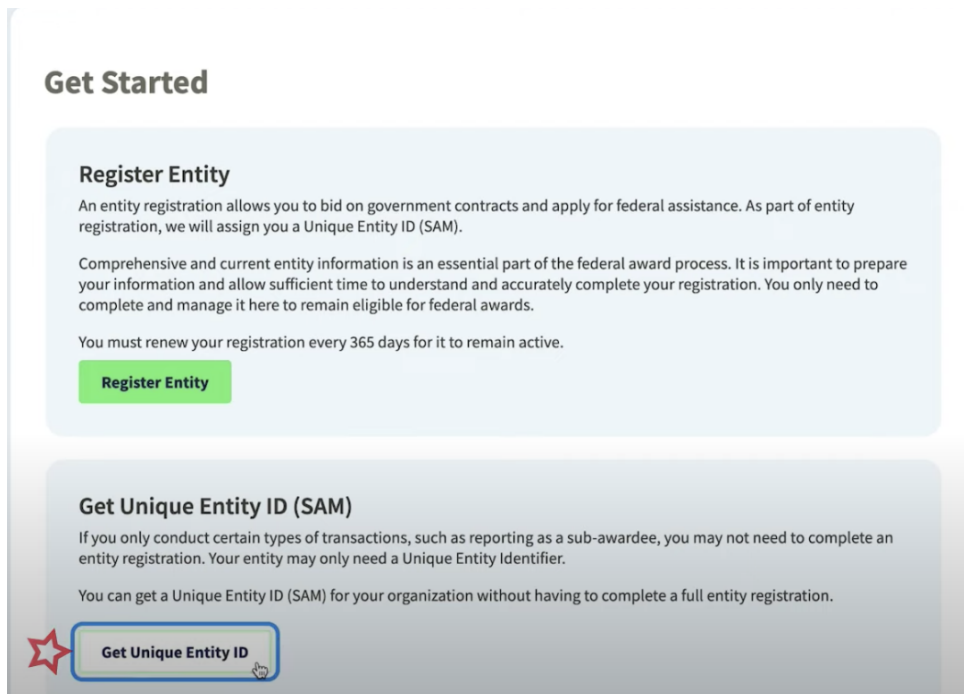 Get Started
Register Entity
An entity registration allows you to bid on government contracts and apply for federal assistance. As part of entity
registration, we will assign you a Unique Entity ID (SAM).
Comprehensive and current entity information is an essential part of the federal award process. It is important to prepare
your information and allow sufficient time to understand and accurately complete your registration. You only need to
complete and manage it here to remain eligible for federal awards.
You must renew your registration every 365 days for it to remain active.
Register Entity
Get Unique Entity ID (SAM)
If you only conduct certain types of transactions, such as reporting as a sub-awardee, you may not need to complete an
entity registration. Your entity may only need a Unique Entity Identifier.
You can get a Unique Entity ID (SAM) for your organization without having to complete a full entity registration.
Get Unique Entity ID